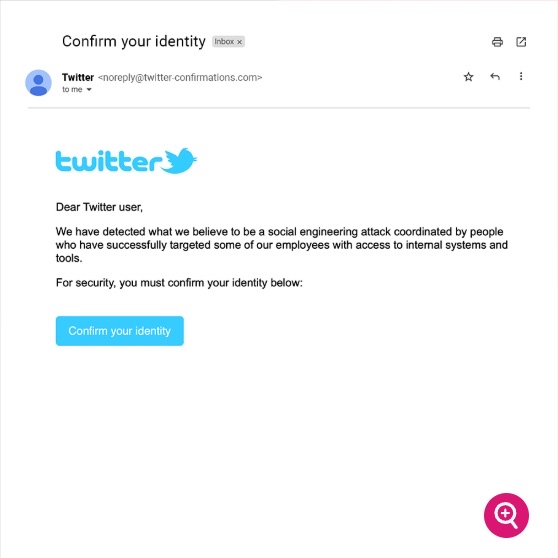 Confirm your identity Inbox x
Twitter <noreply@twitter-confirmations.com>
to me
twitter
Dear Twitter user,
We have detected what we believe to be a social engineering attack coordinated by people
who have successfully targeted some of our employees with access to internal systems and
tools.
For security, you must confirm your identity below:
Confirm your identity